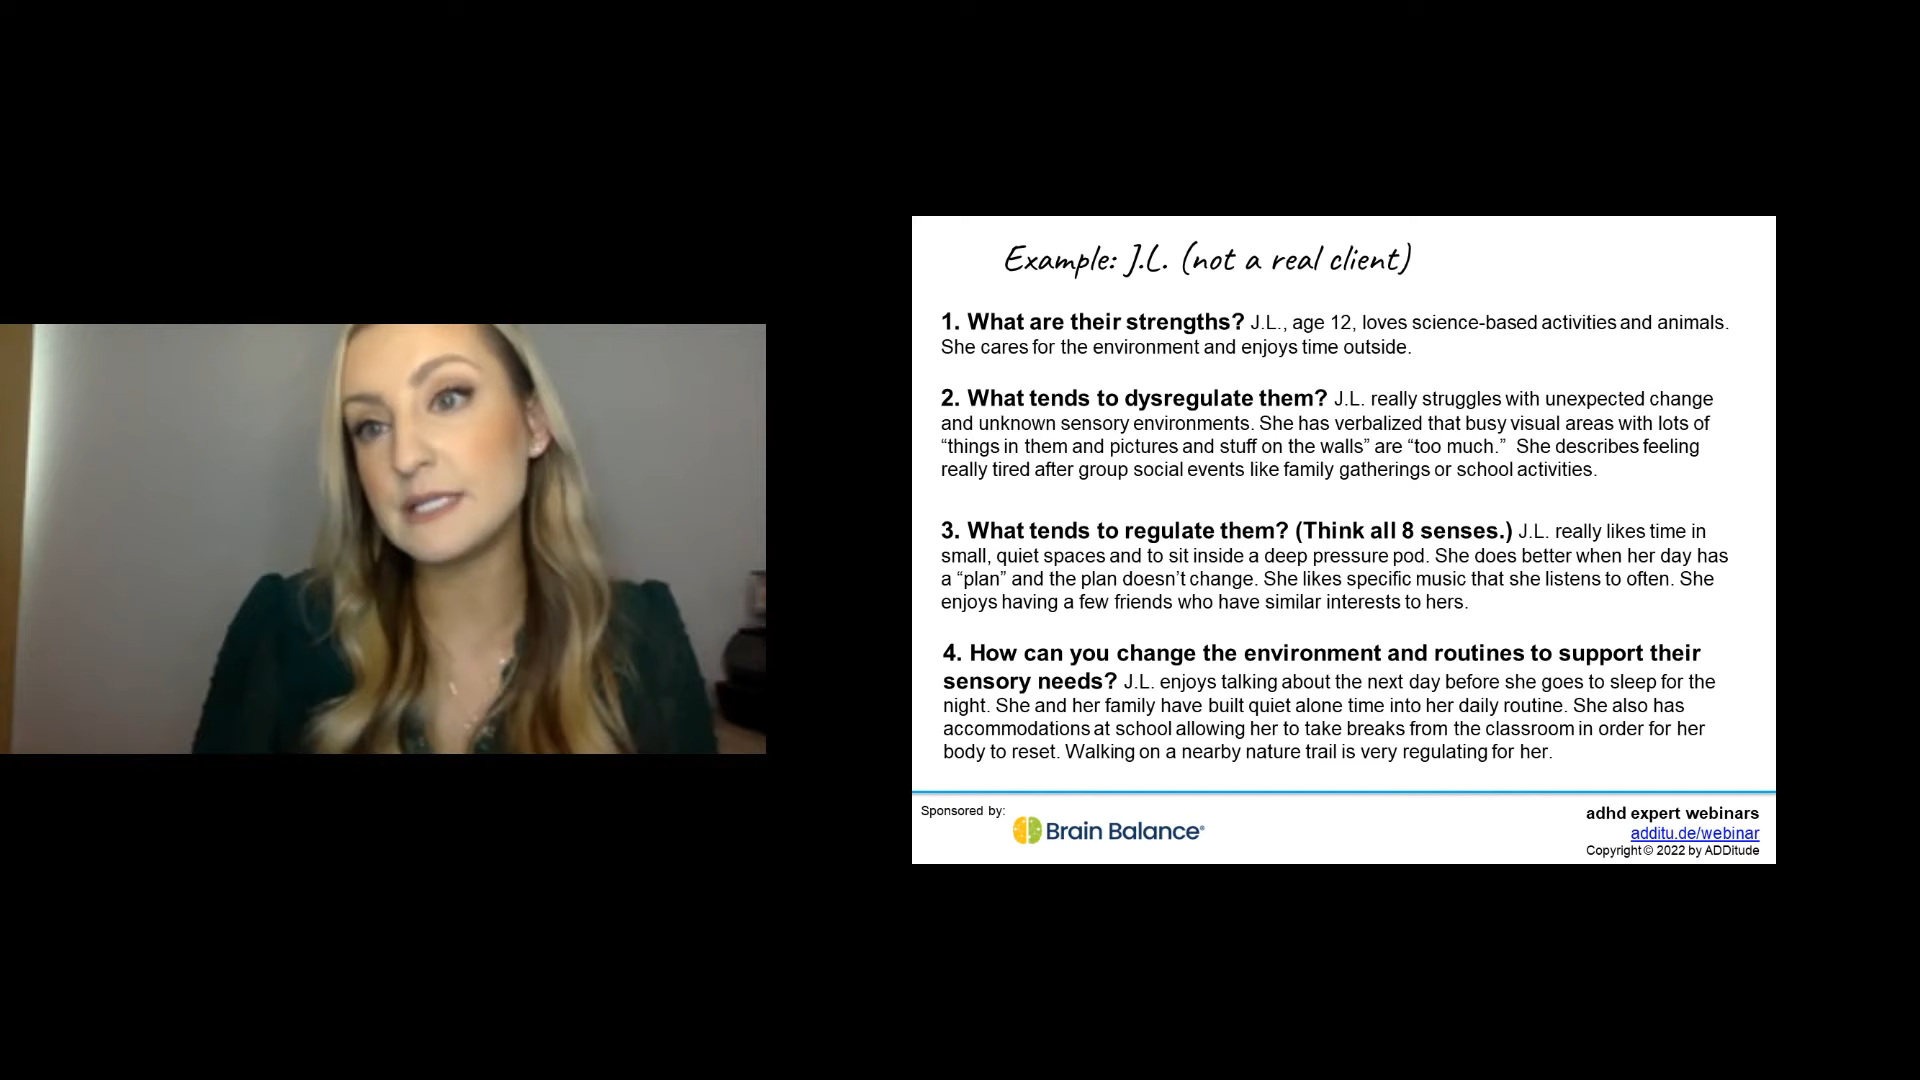 Example: J.L. (not a real client)
1. What are their strengths? J.L., age 12, loves science-based activities and animals.
She cares for the environment and enjoys time outside.
2. What tends to dysregulate them? J.L. really struggles with unexpected change
and unknown sensory environments. She has verbalized that busy visual areas with lots of
“things in them and pictures and stuff on the walls” are “too much.” She describes feeling
really tired after group social events like family gatherings or school activities.
3. What tends to regulate them? (Think all 8 senses.) J.L. really likes time in
small, quiet spaces and to sit inside a deep pressure pod. She does better when her day has
a “plan” and the plan doesn’t change. She likes specific music that she listens to often. She
enjoys having a few friends who have similar interests to hers.
4. How can you change the environment and routines to support their
sensory needs? J.L. enjoys talking about the next day before she goes to sleep for the
night. She and her family have built quiet alone time into her daily routine. She also has
accommodations at school allowing her to take breaks from the classroom in order for her
body to reset. Walking on a nearby nature trail is very regulating for her.
Sponsored by:
Brain Balance®
adhd expert webinars
additu.de/webinar
Copyright © 2022 by ADDitude